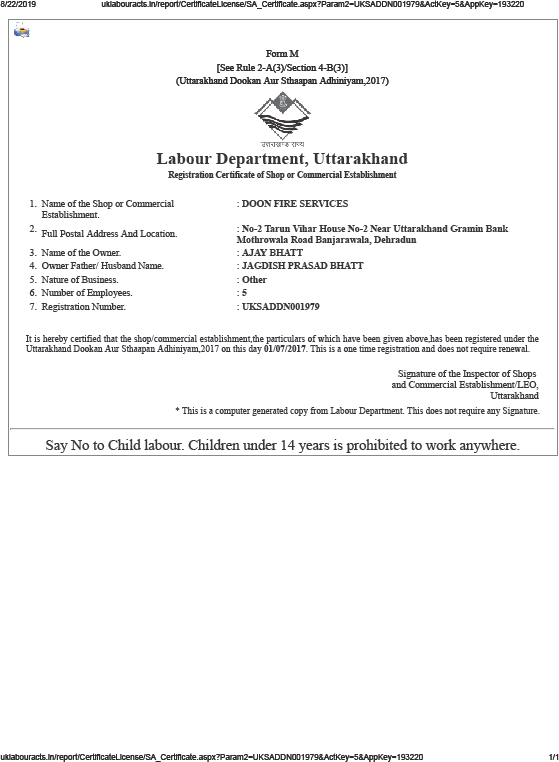 8/22/2019 uklabouracts.in/report/CertificateLicense/SA_Certificate.aspx?Param2=UKSADDN001979&ActKey=5&AppKey=193220
Form M
[See Rule 2-A(3)/Section 4-B(3)]
(Uttarakhand Dookan Aur Sthaapan Adhiniyam,2017)
उत्तराखण्ड राज्य
Labour Department, Uttarakhand
Registration Certificate of Shop or Commercial Establishment
1. Name of the Shop or Commercial Establishment. : DOON FIRE SERVICES
2. Full Postal Address And Location. : No-2 Tarun Vihar House No-2 Near Uttarakhand Gramin Bank
Mothrowala Road Banjarawala, Dehradun
3. Name of the Owner. : AJAY BHATT
4. Owner Father/ Husband Name. : JAGDISH PRASAD BHATT
5. Nature of Business. : Other
6. Number of Employees. : 5
7. Registration Number. : UKSADDN001979
It is hereby certified that the shop/commercial establishment,the particulars of which have been given above,has been registered under the
Uttarakhand Dookan Aur Sthaapan Adhiniyam,2017 on this day 01/07/2017. This is a one time registration and does not require renewal.
Signature of the Inspector of Shops
and Commercial Establishment/LEO,
Uttarakhand
* This is a computer generated copy from Labour Department. This does not require any Signature.
Say No to Child labour. Children under 14 years is prohibited to work anywhere.
uklabouracts.in/report/CertificateLicense/SA_Certificate.aspx?Param2=UKSADDN001979&ActKey=5&AppKey=193220 1/1